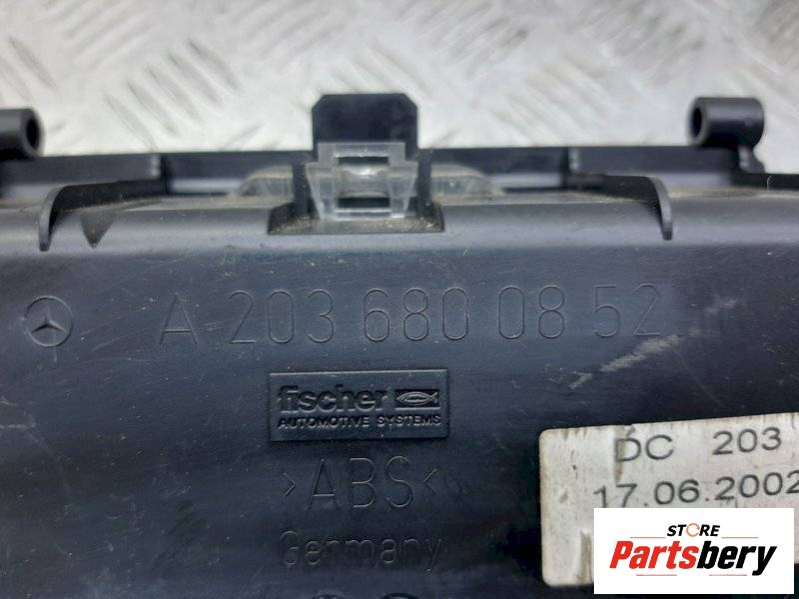 A 203 680 08 52
fischer
AUTOMOTIVE SYSTEMS
>ABS<
Germany
DC 203
17.06.2002
STORE
Partsbery